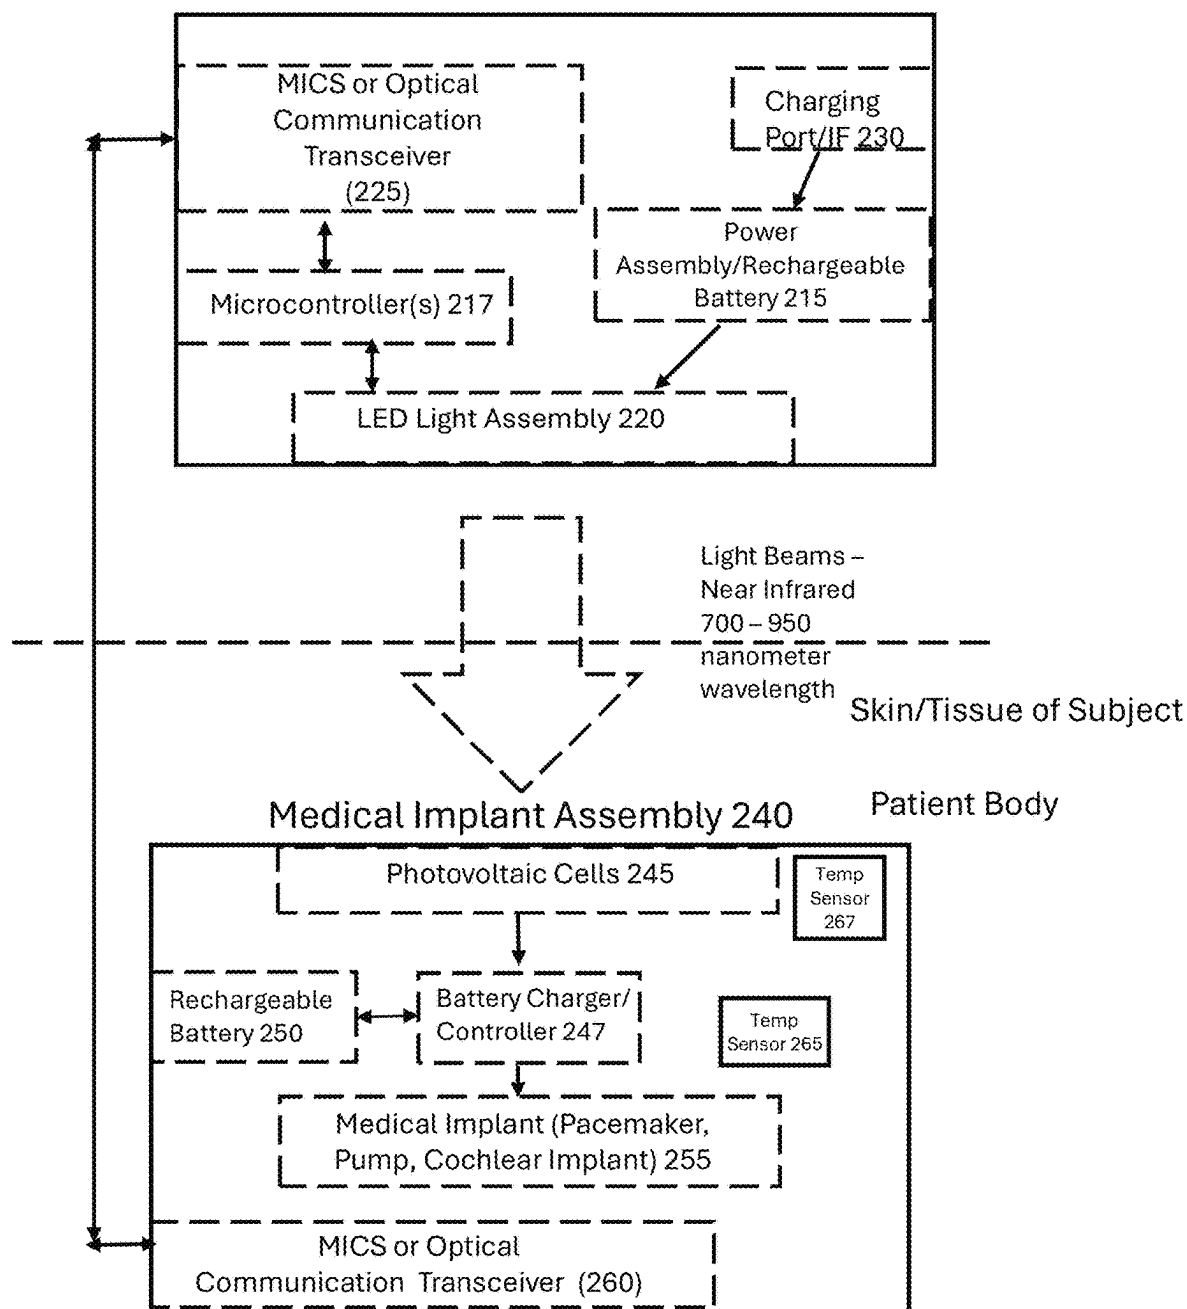 MICS or Optical
Communication
Transceiver
(225)
Charging
Port/IF 230
Power
Assembly/Rechargeable
Battery 215
Microcontroller(s) 217
LED Light Assembly 220
Light Beams –
Near Infrared
700 – 950
nanometer
wavelength
Skin/Tissue of Subject
Patient Body
Medical Implant Assembly 240
Photovoltaic Cells 245
Temp
Sensor
267
Rechargeable
Battery 250
Battery Charger/
Controller 247
Temp
Sensor 265
Medical Implant (Pacemaker,
Pump, Cochlear Implant) 255
MICS or Optical
Communication Transceiver (260)